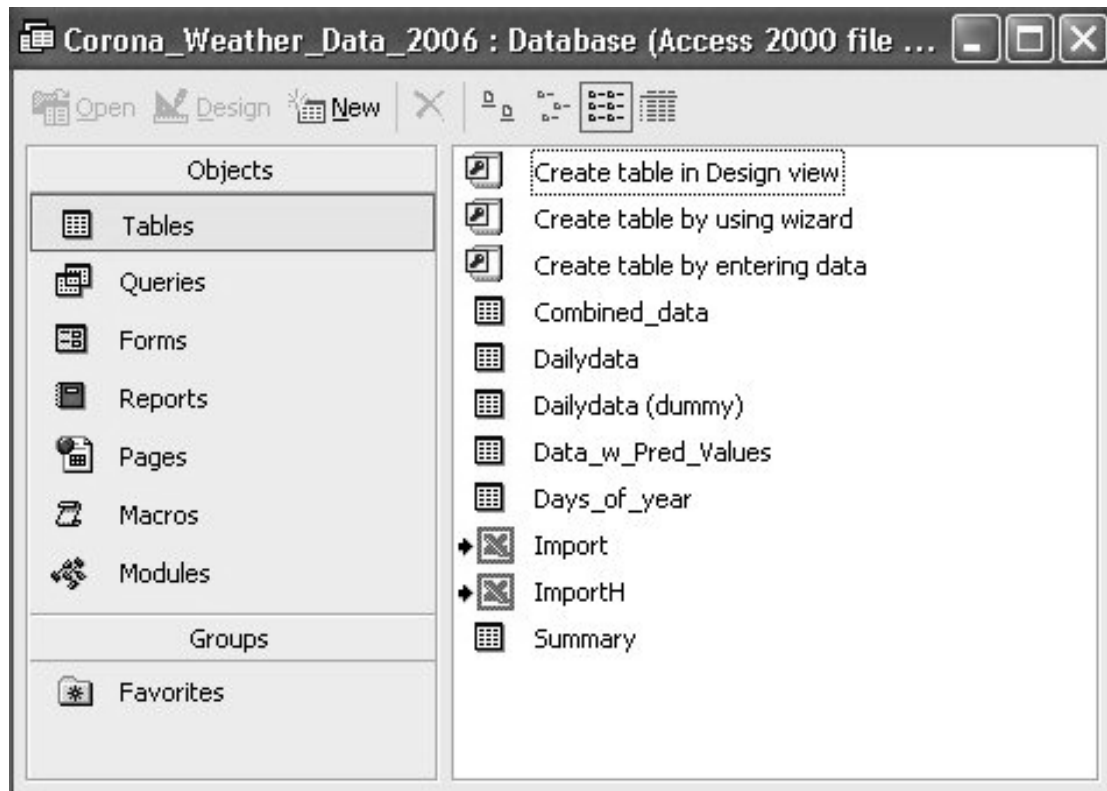 Corona_Weather_Data_2006 : Database (Access 2000 file ...
Open Design New
Objects
Tables
Queries
Forms
Reports
Pages
Macros
Modules
Groups
Favorites
Create table in Design view
Create table by using wizard
Create table by entering data
Combined_data
Dailydata
Dailydata (dummy)
Data_w_Pred_Values
Days_of_year
Import
ImportH
Summary